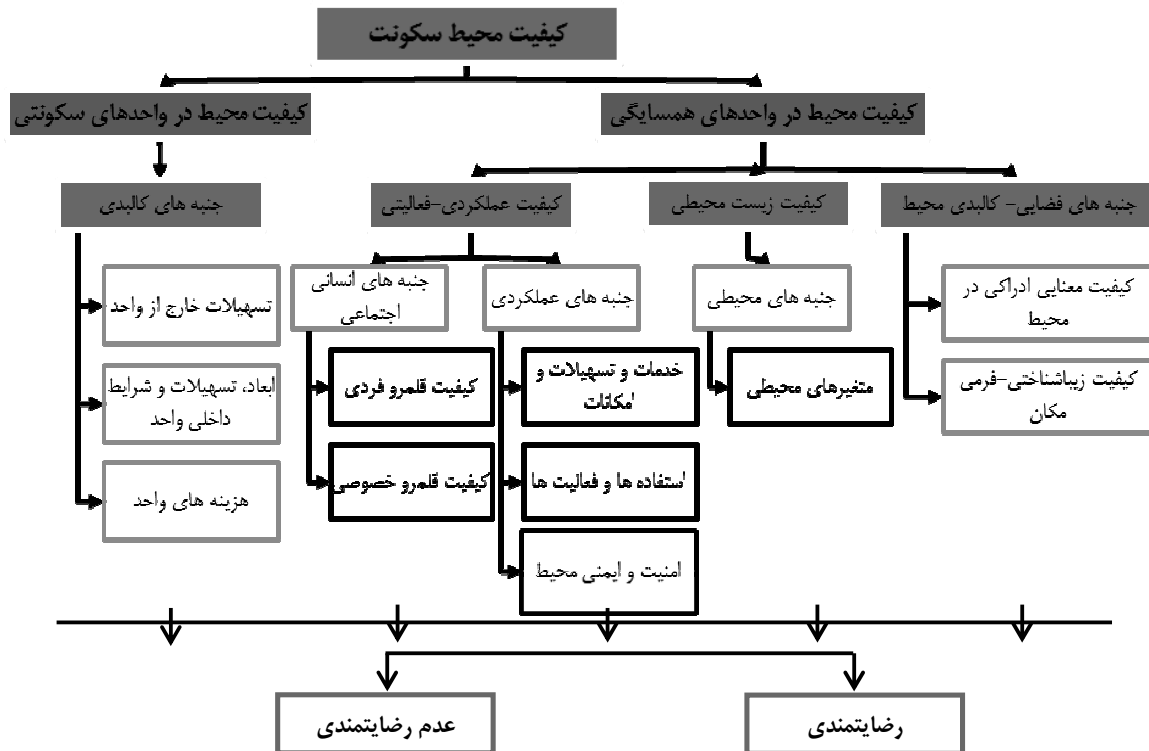 کیفیت محیط سکونت
کیفیت محیط در واحدهای همسایگی
کیفیت محیط در واحدهای سکونتی
جنبه های فضایی- کالبدی محیط
کیفیت زیست محیطی
کیفیت عملکردی-فعالیتی
جنبه های کالبدی
کیفیت معنایی ادراکی در
محیط
کیفیت زیباشناختی-فرمی
مکان
جنبه های محیطی
متغیرهای محیطی
جنبه های عملکردی
خدمات و تسهیلات و
امکانات
استفاده ها و فعالیت ها
امنیت و ایمنی محیط
جنبه های انسانی
اجتماعی
کیفیت قلمرو فردی
کیفیت قلمرو خصوصی
تسهیلات خارج از واحد
ابعاد، تسهیلات و شرایط
داخلی واحد
هزینه های واحد
رضایتمندی
عدم رضایتمندی